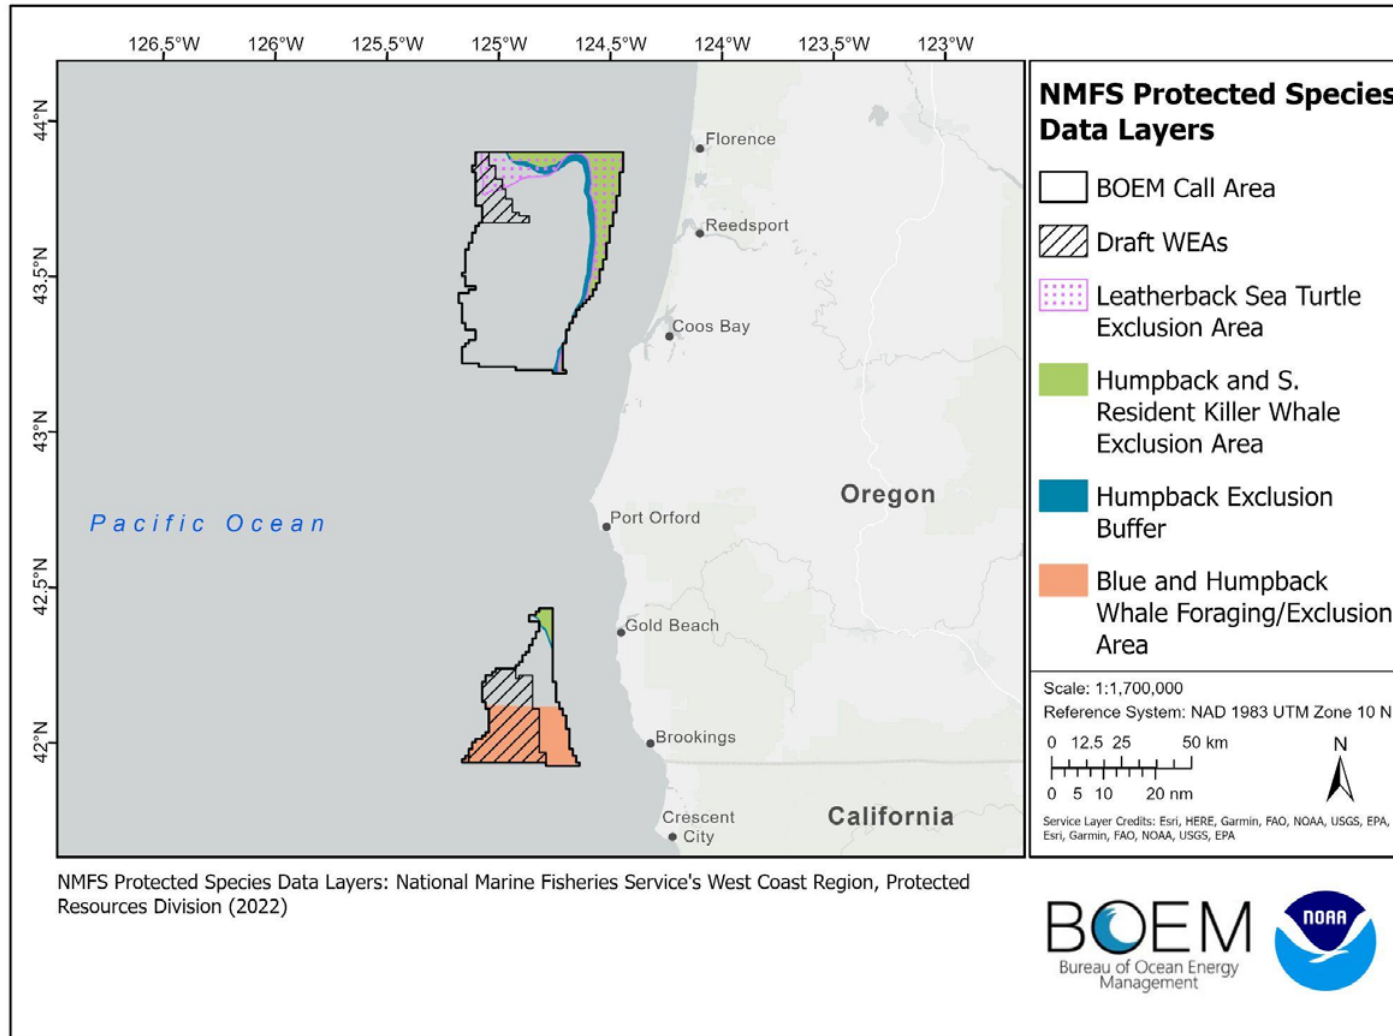 126.5°W 126°W 125.5°W 125°W 124.5°W 124°W 123.5°W 123°W
44°N
43.5°N
43°N
42.5°N
42°N
Florence
Reedsport
Coos Bay
Oregon
Pacific Ocean
Port Orford
Gold Beach
Brookings
California
Crescent
City
NMFS Protected Species
Data Layers
BOEM Call Area
Draft WEAs
Leatherback Sea Turtle
Exclusion Area
Humpback and S.
Resident Killer Whale
Exclusion Area
Humpback Exclusion
Buffer
Blue and Humpback
Whale Foraging/Exclusion
Area
Scale: 1:1,700,000
Reference System: NAD 1983 UTM Zone 10 N
0 12.5 25 50 km
0 5 10 20 nm
N
Service Layer Credits: Esri, HERE, Garmin, FAO, NOAA, USGS, EPA,
Esri, Garmin, FAO, NOAA, USGS, EPA
NMFS Protected Species Data Layers: National Marine Fisheries Service's West Coast Region, Protected
Resources Division (2022)
BOEM
Bureau of Ocean Energy
Management
NOAA